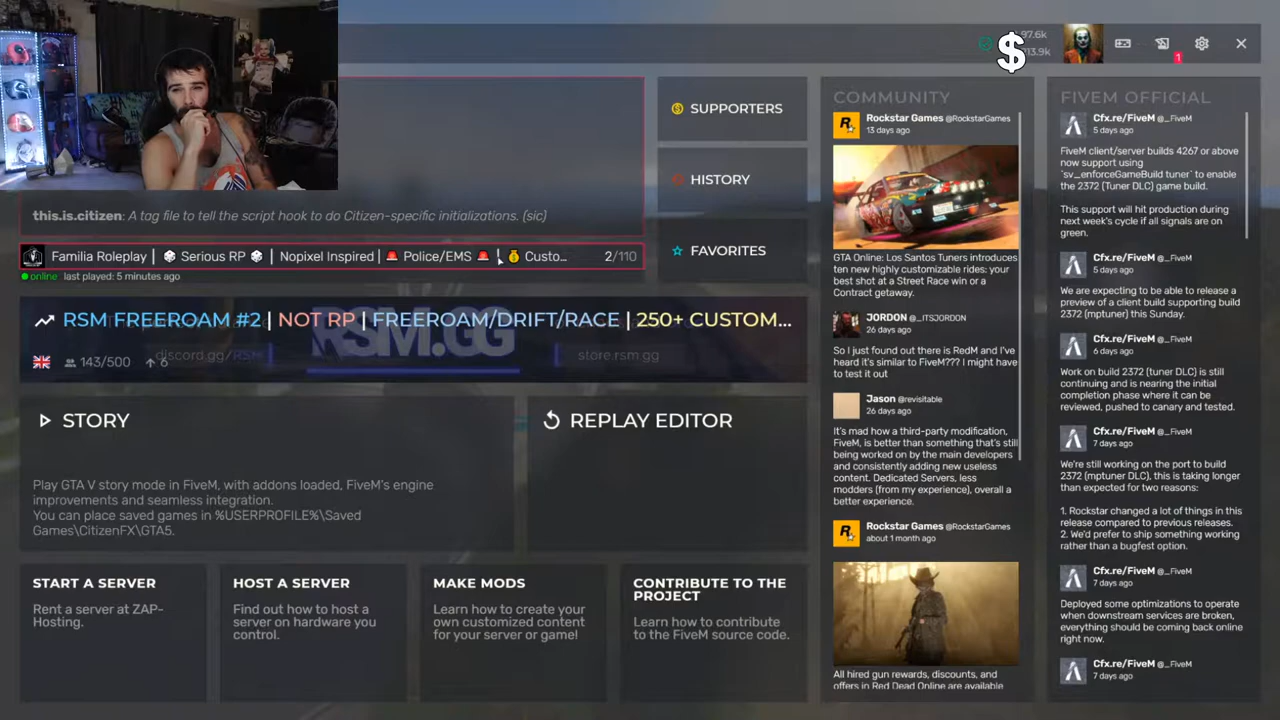 97.6k
1
this.is.citizen: A tag file to tell the script hook to do Citizen-specific initializations. (sic)
Familia Roleplay | 🎲 Serious RP 🎲 | Nopixel Inspired | 🚨 Police/EMS 🚨 | 💰 Custo... 2/110
online last played: 5 minutes ago
RSM FREEROAM #2 | NOT RP | FREEROAM/DRIFT/RACE | 250+ CUSTOM...
discord.gg/RSM
RSM.GG
store.rsm.gg
143/500
6
STORY
Play GTA V story mode in FiveM, with addons loaded, FiveM's engine
improvements and seamless integration.
You can place saved games in %USERPROFILE%\Saved
Games\CitizenFX\GTA5.
REPLAY EDITOR
START A SERVER
Rent a server at ZAP-
Hosting.
HOST A SERVER
Find out how to host a
server on hardware you
control.
MAKE MODS
Learn how to create your
own customized content
for your server or game!
CONTRIBUTE TO THE
PROJECT
Learn how to contribute
to the FiveM source code.
SUPPORTERS
HISTORY
FAVORITES
COMMUNITY
Rockstar Games @RockstarGames
13 days ago
GTA Online: Los Santos Tuners introduces
ten new highly customizable rides: your
best shot at a Street Race win or a
Contract getaway.
JORDON @_ITSJORDON
26 days ago
So I just found out there is RedM and I've
heard it's similar to FiveM??? I might have
to test it out
Jason @revisitable
26 days ago
It's mad how a third-party modification,
FiveM, is better than something that's still
being worked on by the main developers
and consistently adding new useless
content. Dedicated Servers, less
modders (from my experience), overall a
better experience.
Rockstar Games @RockstarGames
about 1 month ago
All hired gun rewards, discounts, and
offers in Red Dead Online are available
FIVEM OFFICIAL
Cfx.re/FiveM @_FiveM
5 days ago
FiveM client/server builds 4267 or above
now support using
`sv_enforceGameBuild tuner` to enable
the 2372 (Tuner DLC) game build.
This support will hit production during
next week's cycle if all signals are on
green.
Cfx.re/FiveM @_FiveM
5 days ago
We are expecting to be able to release a
preview of a client build supporting build
2372 (mptuner) this Sunday.
Cfx.re/FiveM @_FiveM
6 days ago
Work on build 2372 (tuner DLC) is still
continuing and is nearing the initial
completion phase where it can be
reviewed, pushed to canary and tested.
Cfx.re/FiveM @_FiveM
7 days ago
We're still working on the port to build
2372 (mptuner DLC), this is taking longer
than expected for two reasons:
1. Rockstar changed a lot of things in this
release compared to previous releases.
2. We'd prefer to ship something working
rather than a bugfest option.
Cfx.re/FiveM @_FiveM
7 days ago
Deployed some optimizations to operate
when downstream services are broken,
everything should be coming back online
right now.
Cfx.re/FiveM @_FiveM
7 days ago